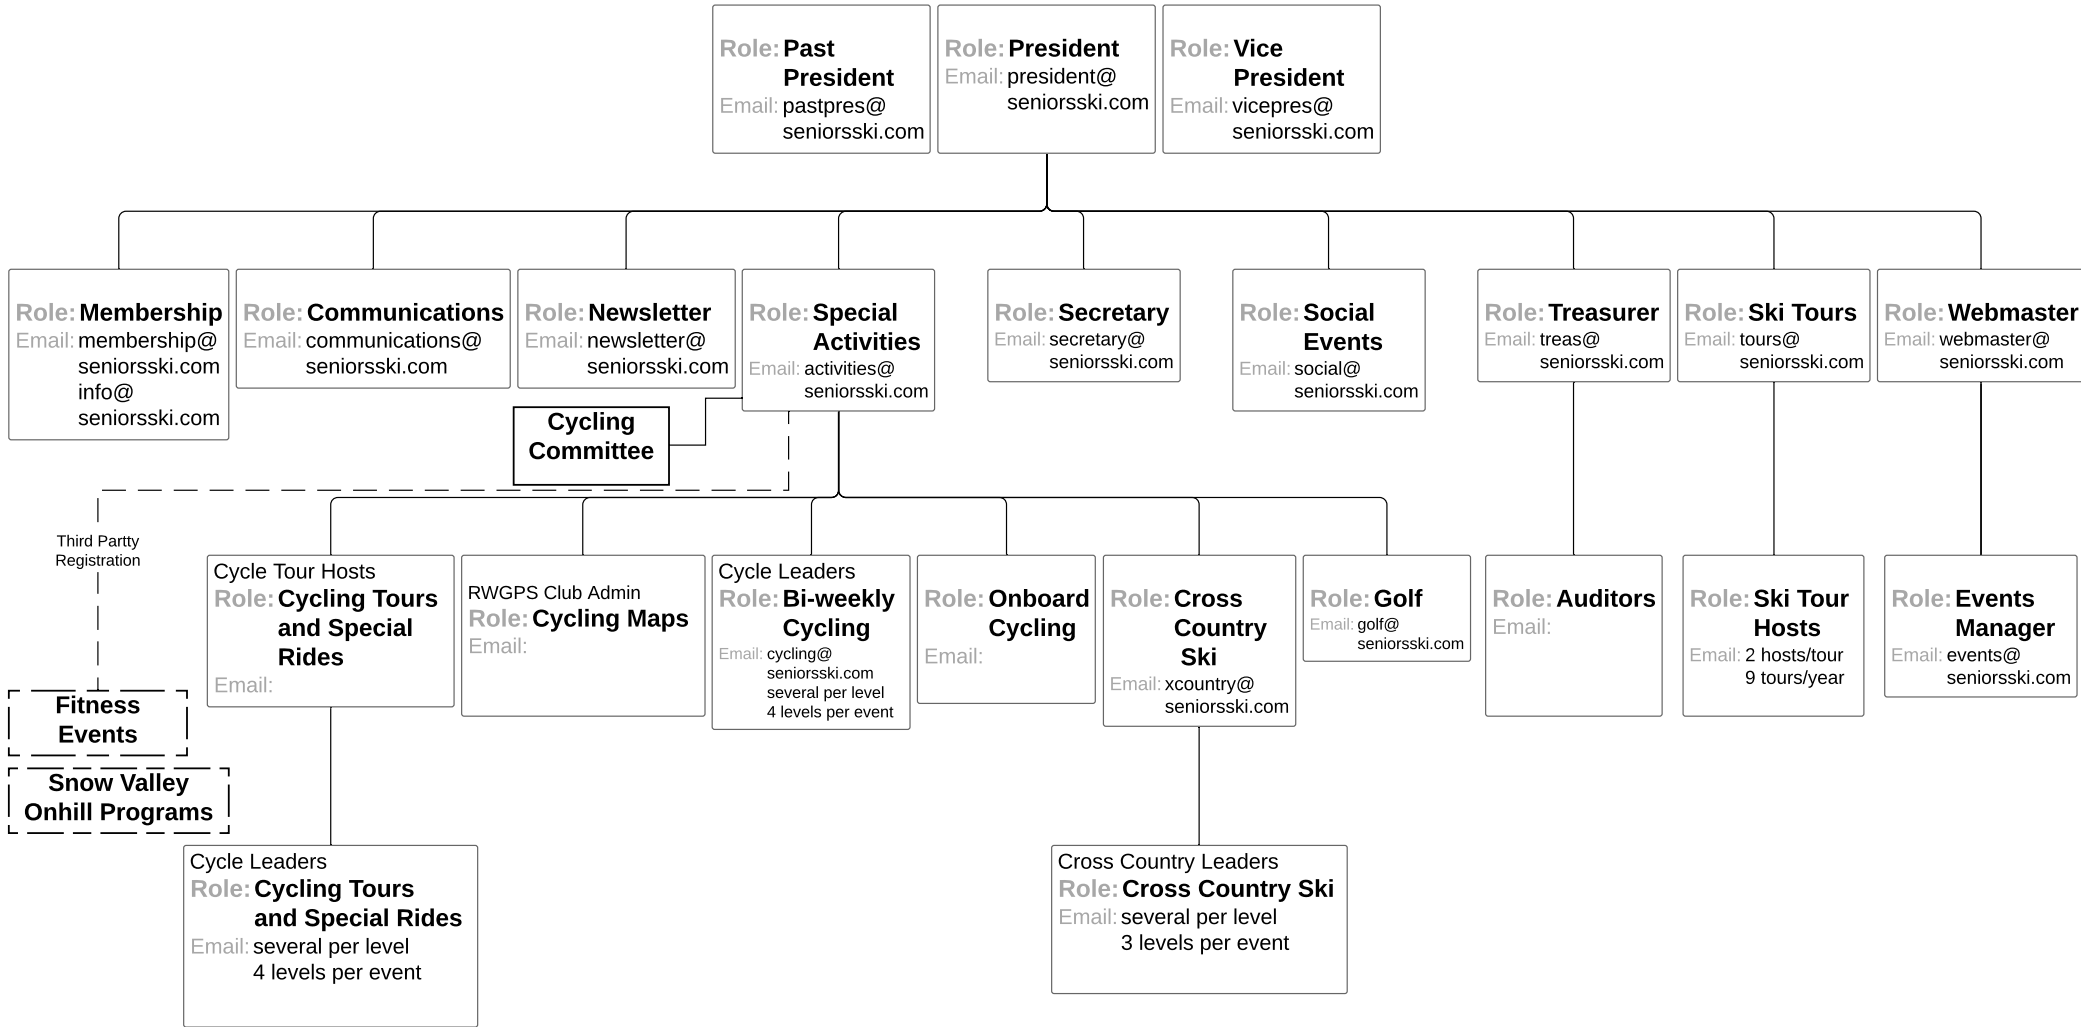 Role: Past
President
Email: pastpres@
seniorsski.com
Role: President
Email: president@
seniorsski.com
Role: Vice
President
Email: vicepres@
seniorsski.com
Role: Membership
Email: membership@
seniorsski.com
info@
seniorsski.com
Role: Communications
Email: communications@
seniorsski.com
Role: Newsletter
Email: newsletter@
seniorsski.com
Role: Special
Activities
Email: activities@
seniorsski.com
Role: Secretary
Email: secretary@
seniorsski.com
Role: Social
Events
Email: social@
seniorsski.com
Role: Treasurer
Email: treas@
seniorsski.com
Role: Ski Tours
Email: tours@
seniorsski.com
Role: Webmaster
Email: webmaster@
seniorsski.com
Cycling
Committee
Third Partty
Registration
Cycle Tour Hosts
Role: Cycling Tours
and Special
Rides
Email:
RWGPS Club Admin
Role: Cycling Maps
Email:
Cycle Leaders
Role: Bi-weekly
Cycling
Email: cycling@
seniorsski.com
several per level
4 levels per event
Role: Onboard
Cycling
Email:
Role: Cross
Country
Ski
Email: xcountry@
seniorsski.com
Role: Golf
Email: golf@
seniorsski.com
Role: Auditors
Email:
Role: Ski Tour
Hosts
Email: 2 hosts/tour
9 tours/year
Role: Events
Manager
Email: events@
seniorsski.com
Fitness
Events
Snow Valley
Onhill Programs
Cycle Leaders
Role: Cycling Tours
and Special Rides
Email: several per level
4 levels per event
Cross Country Leaders
Role: Cross Country Ski
Email: several per level
3 levels per event